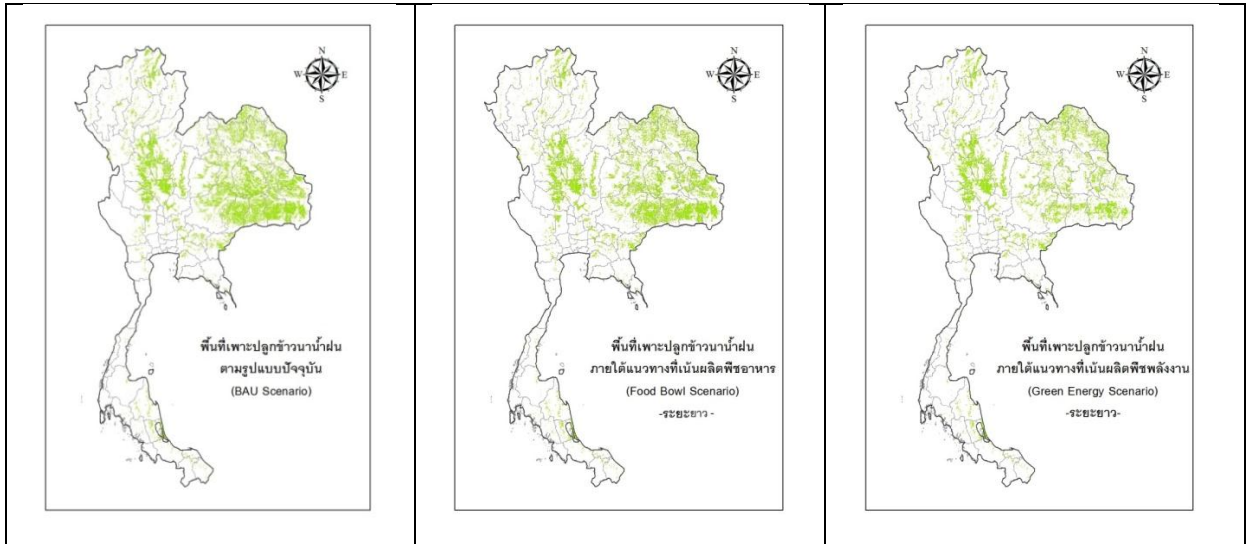 N
W E
S
พื้นที่เพาะปลูกข้าวนาน้ำฝน
ตามรูปแบบปัจจุบัน
(BAU Scenario)
N
W E
S
พื้นที่เพาะปลูกข้าวนาน้ำฝน
ภายใต้แนวทางที่เน้นผลิตพืชอาหาร
(Food Bowl Scenario)
-ระยะยาว -
N
W E
S
พื้นที่เพาะปลูกข้าวนาน้ำฝน
ภายใต้แนวทางที่เน้นผลิตพืชพลังงาน
(Green Energy Scenario)
-ระยะยาว-